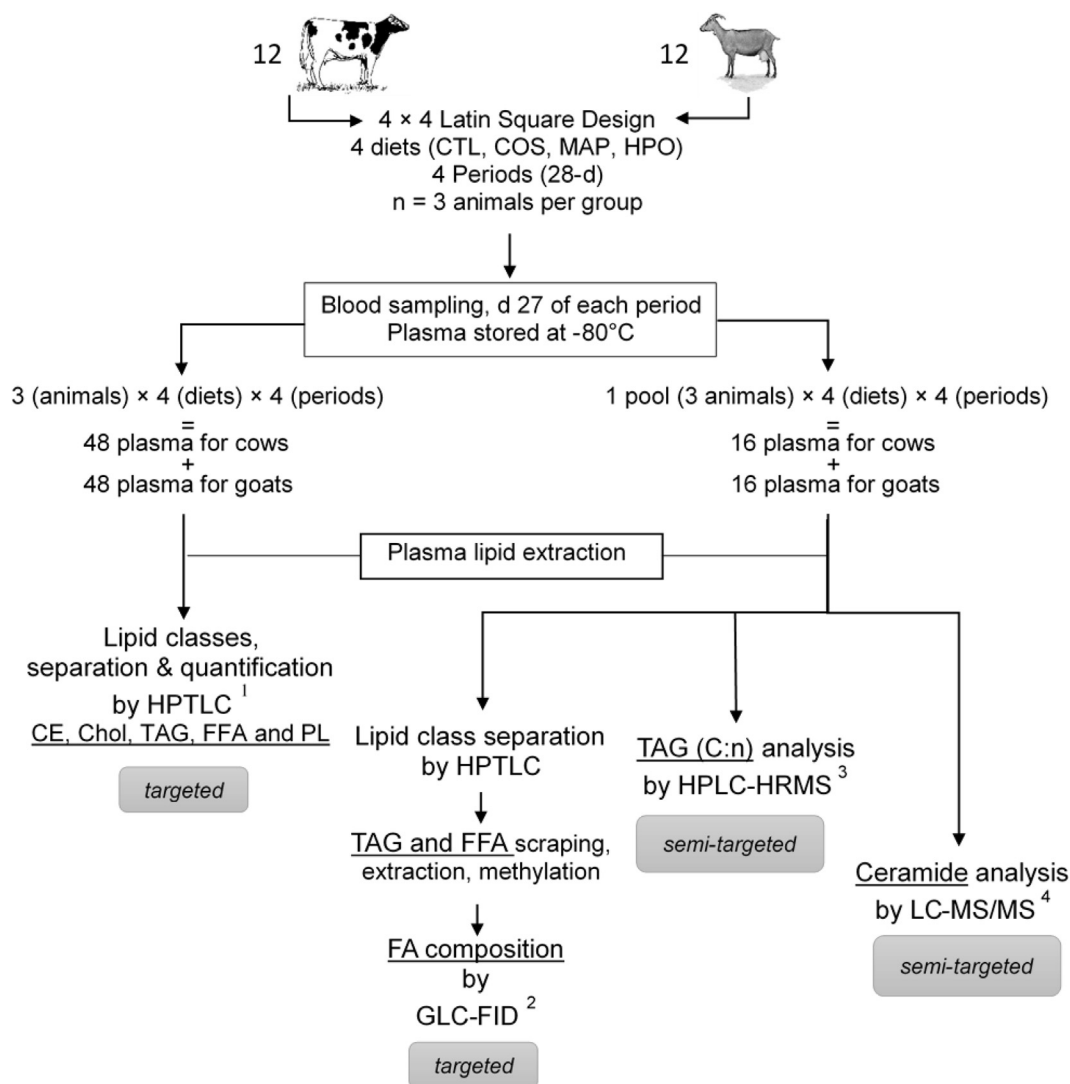 12
12
4 × 4 Latin Square Design
4 diets (CTL, COS, MAP, HPO)
4 Periods (28-d)
n = 3 animals per group
Blood sampling, d 27 of each period
Plasma stored at -80°C
3 (animals) × 4 (diets) × 4 (periods)
=
48 plasma for cows
+
48 plasma for goats
1 pool (3 animals) × 4 (diets) × 4 (periods)
=
16 plasma for cows
+
16 plasma for goats
Plasma lipid extraction
Lipid classes,
separation & quantification
by HPTLC 1
CE, Chol, TAG, FFA and PL
targeted
Lipid class separation
by HPTLC
TAG and FFA scraping,
extraction, methylation
FA composition
by
GLC-FID 2
targeted
TAG (C:n) analysis
by HPLC-HRMS 3
semi-targeted
Ceramide analysis
by LC-MS/MS 4
semi-targeted